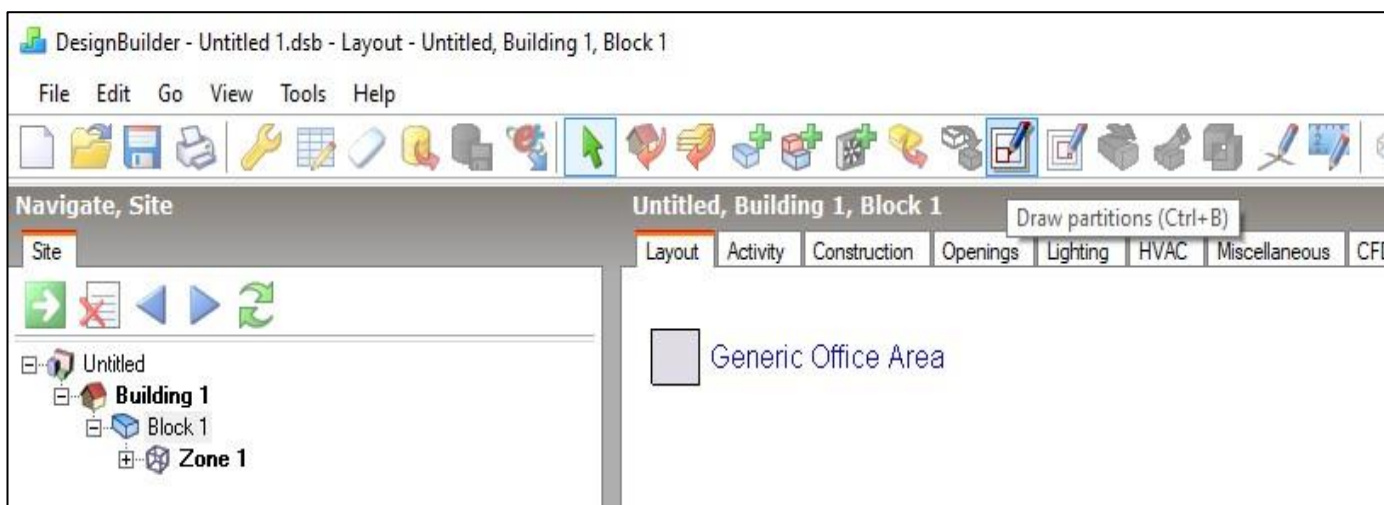 DesignBuilder - Untitled 1.dsb - Layout - Untitled, Building 1, Block 1
File Edit Go View Tools Help
Navigate, Site
Untitled, Building 1, Block 1
Draw partitions (Ctrl+B)
Site
Layout Activity Construction Openings Lighting HVAC Miscellaneous CFD
Generic Office Area
Untitled
Building 1
Block 1
Zone 1